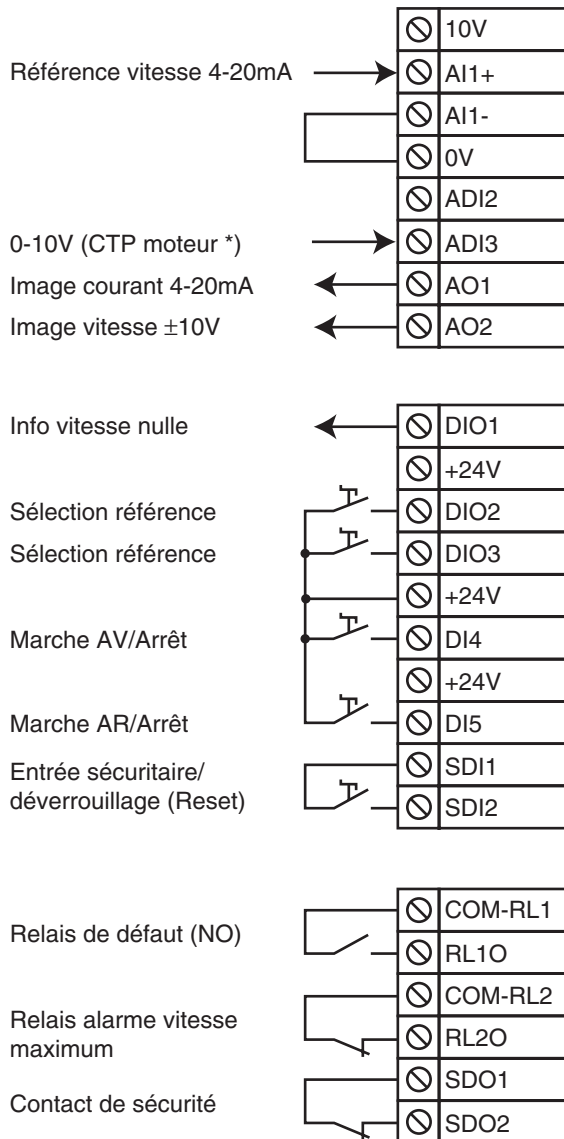 10V
Référence vitesse 4-20mA
AI1+
AI1-
0V
ADI2
0-10V (CTP moteur *)
ADI3
Image courant 4-20mA
AO1
Image vitesse ±10V
AO2
Info vitesse nulle
DIO1
+24V
Sélection référence
DIO2
Sélection référence
DIO3
+24V
Marche AV/Arrêt
DI4
+24V
Marche AR/Arrêt
DI5
Entrée sécuritaire/
déverrouillage (Reset)
SDI1
SDI2
Relais de défaut (NO)
COM-RL1
RL1O
Relais alarme vitesse
maximum
COM-RL2
RL2O
Contact de sécurité
SDO1
SDO2